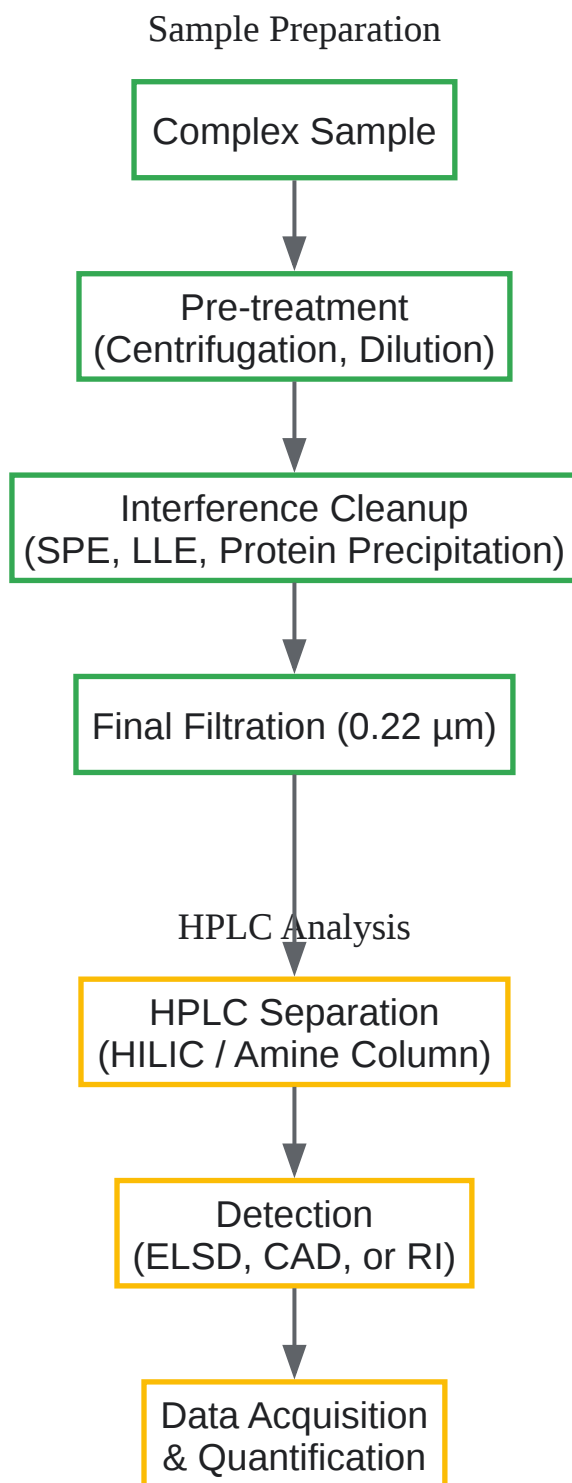 Sample Preparation
Complex Sample
Pre-treatment
(Centrifugation, Dilution)
Interference Cleanup
(SPE, LLE, Protein Precipitation)
Final Filtration (0.22 µm)
HPLC Analysis
HPLC Separation
(HILIC / Amine Column)
Detection
(ELSD, CAD, or RI)
Data Acquisition
& Quantification